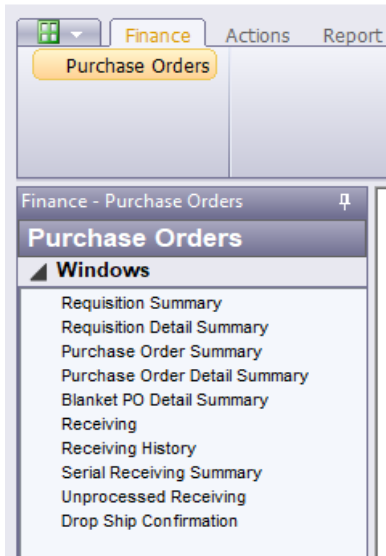 Finance Actions Report
Purchase Orders
Finance - Purchase Orders
Purchase Orders
Windows
Requisition Summary
Requisition Detail Summary
Purchase Order Summary
Purchase Order Detail Summary
Blanket PO Detail Summary
Receiving
Receiving History
Serial Receiving Summary
Unprocessed Receiving
Drop Ship Confirmation